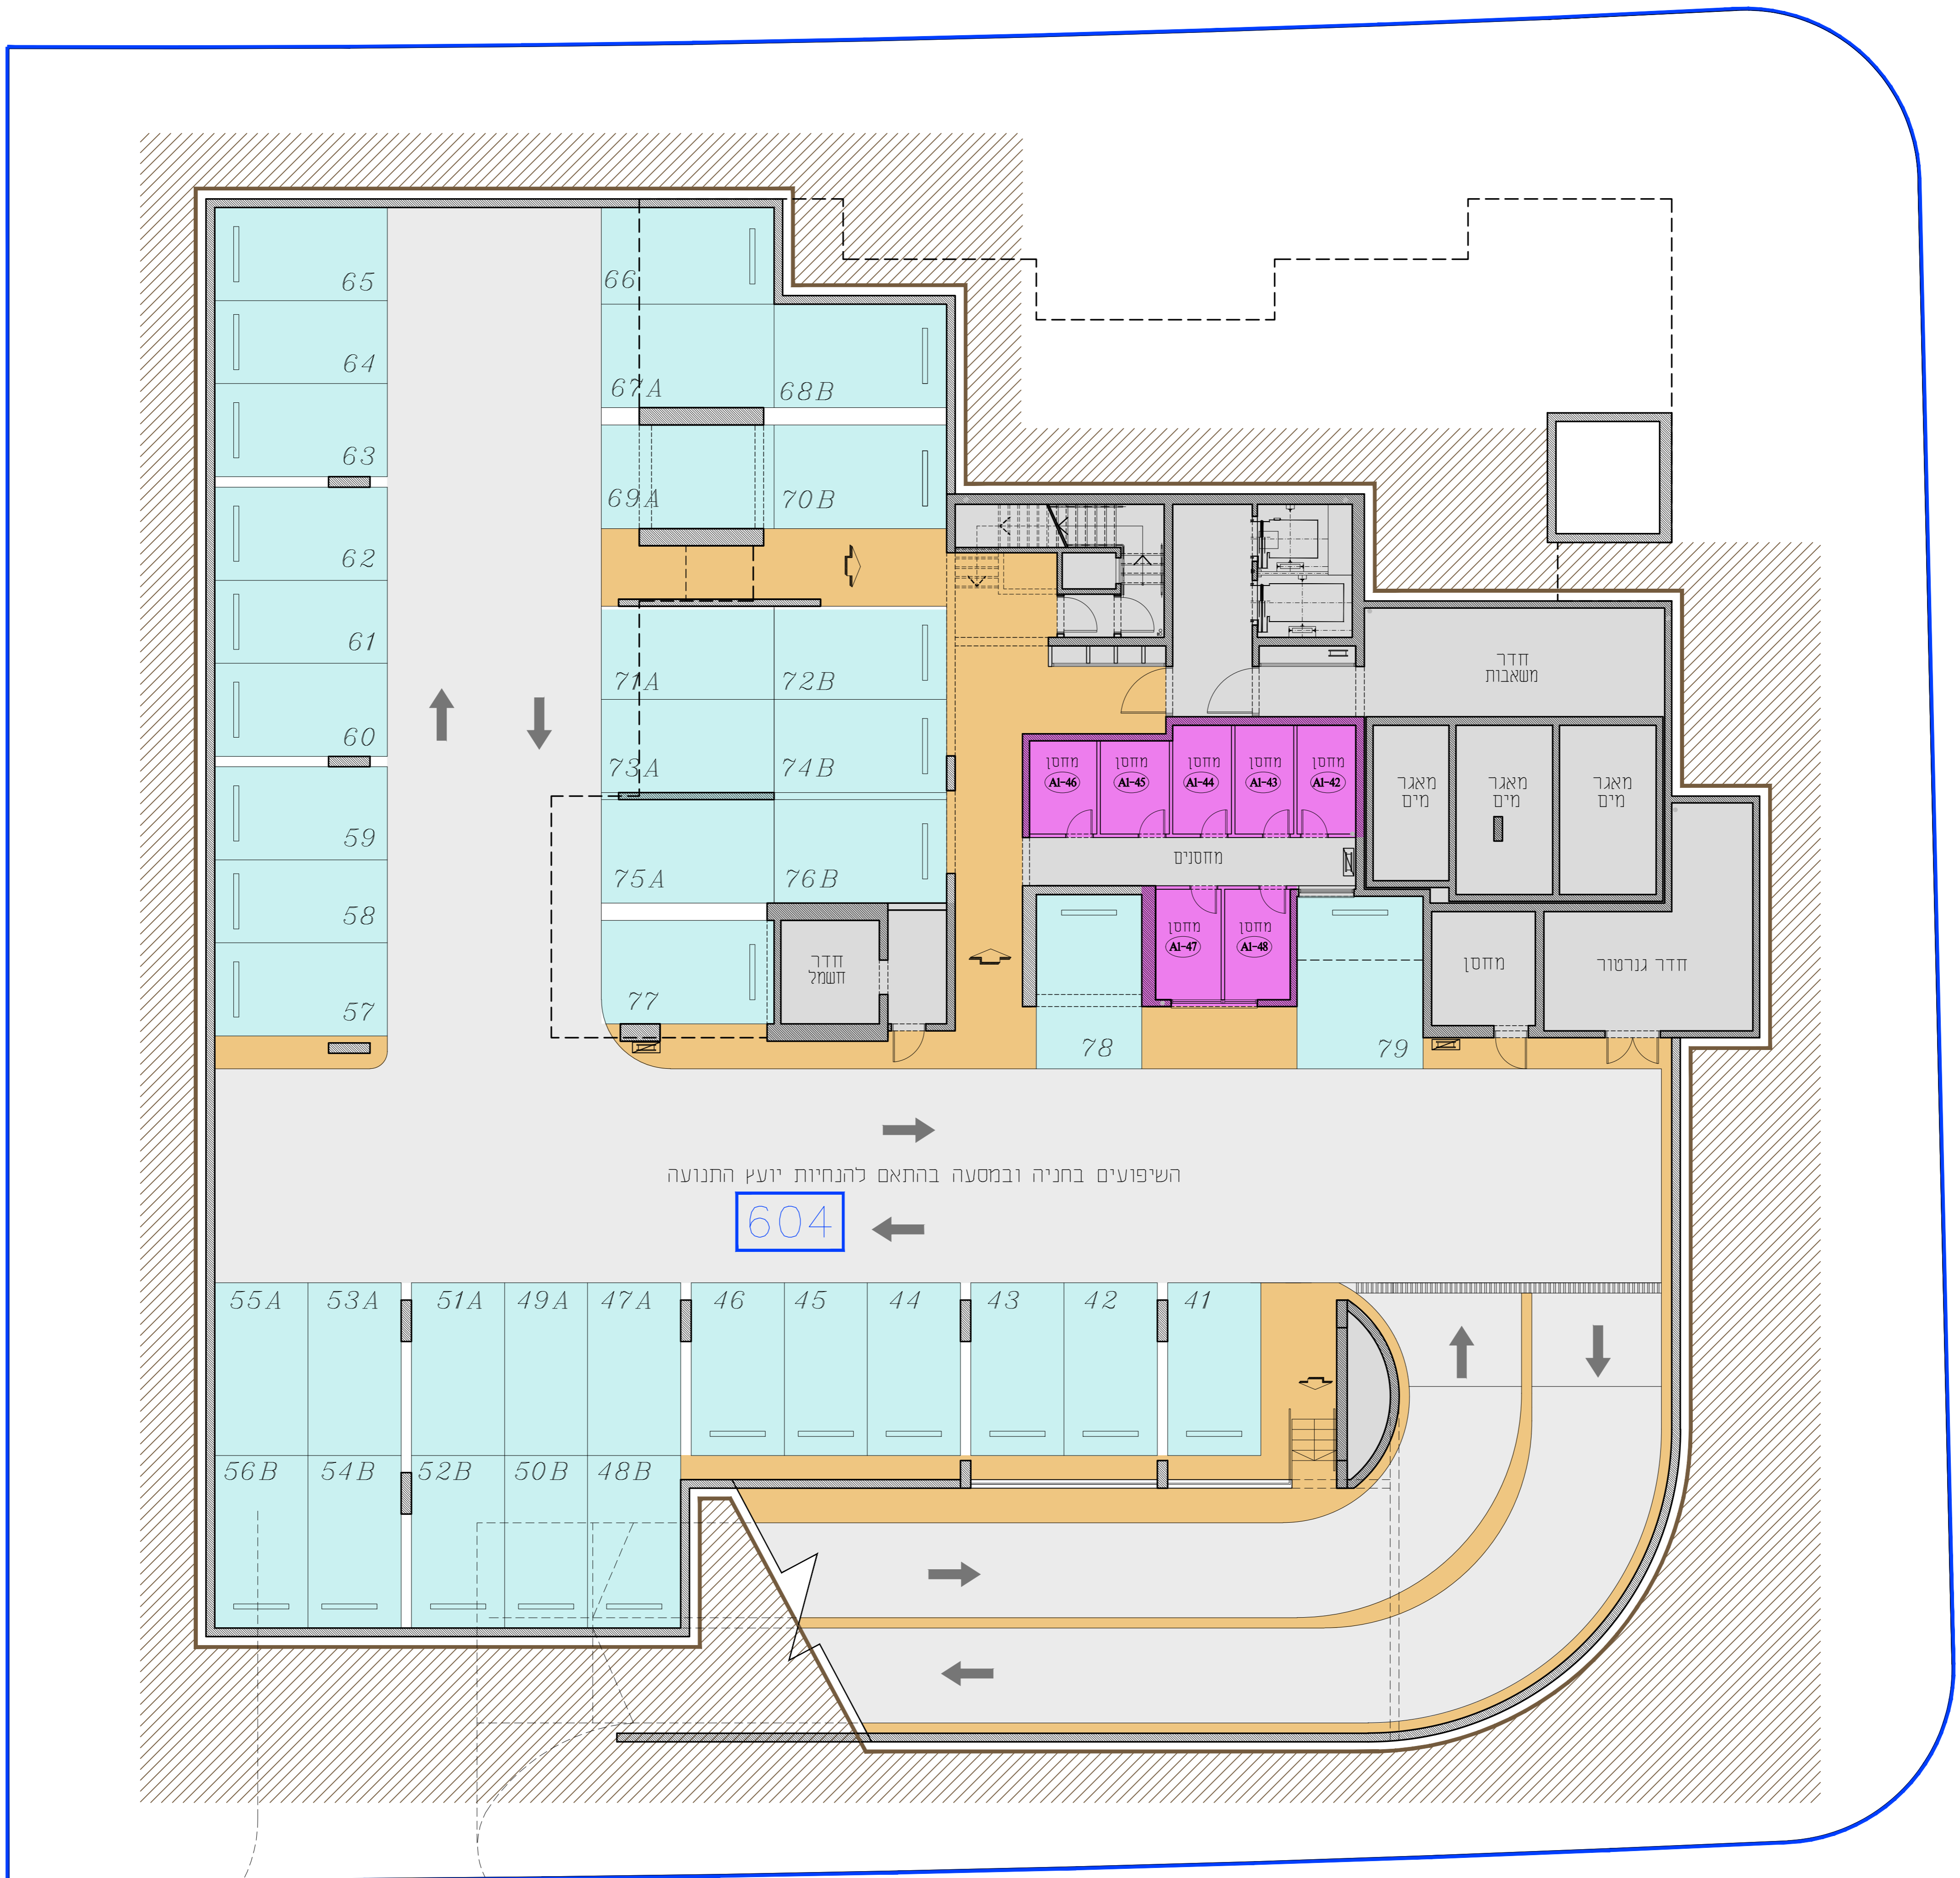 65
66
64
67A
68B
63
69A
70B
62
61
71A
72B
חדר
משאבות
60
73A
74B
מחסן
A1-46
מחסן
A1-45
מחסן
A1-44
מחסן
A1-43
מחסן
A1-42
מאגר
מים
מאגר
מים
מאגר
מים
59
75A
76B
מחסנים
58
מחסן
A1-47
מחסן
A1-48
57
77
חדר
חשמל
78
79
מחסן
חדר גנרטור
השיפועים בחניה ובמסעה בהתאם להנחיות יועץ התנועה
604
55A
53A
51A
49A
47A
46
45
44
43
42
41
56B
54B
52B
50B
48B